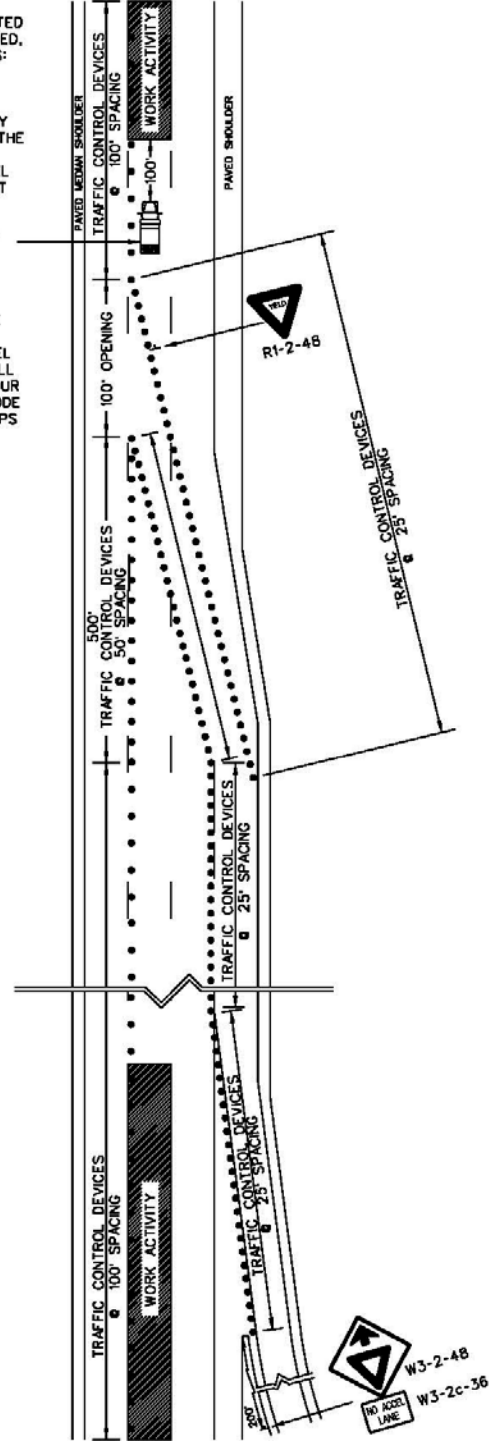 TED
ED,
S:
Y
THE
EL
T
EL
LL
UR
ODE
PS
TRAFFIC CONTROL DEVICES
@ 100' SPACING
PAVED MEDIAN SHOULDER
WORK ACTIVITY
100'
PAVED SHOULDER
100' OPENING
YIELD
R1-2-48
TRAFFIC CONTROL DEVICES
@ 25' SPACING
500'
TRAFFIC CONTROL DEVICES
@ 50' SPACING
TRAFFIC CONTROL DEVICES
@ 25' SPACING
TRAFFIC CONTROL DEVICES
@ 25' SPACING
TRAFFIC CONTROL DEVICES
@ 100' SPACING
WORK ACTIVITY
200'
W3-2-48
NO ACCEL
LANE
W3-2c-36